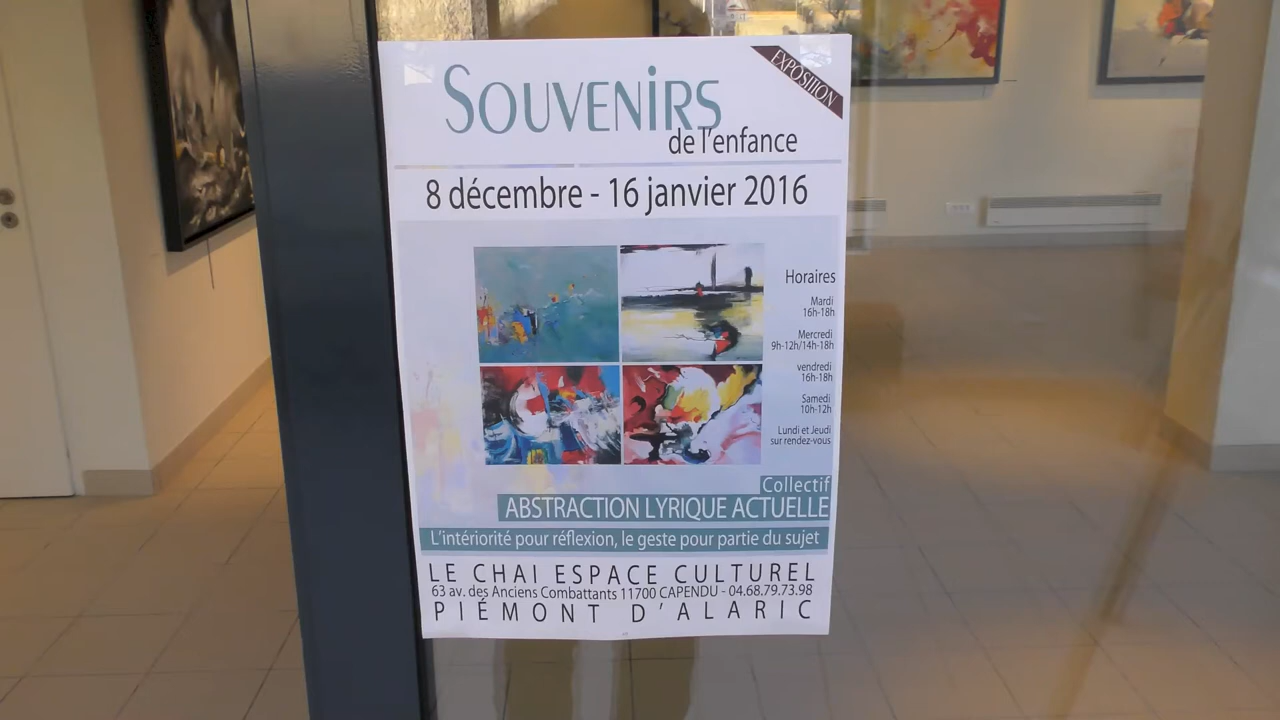 EXPOSITION
SOUVENIRS
de l'enfance
8 décembre - 16 janvier 2016
Horaires
Mardi
16h-18h
Mercredi
9h-12h/14h-18h
vendredi
16h-18h
Samedi
10h-12h
Lundi et Jeudi
sur rendez-vous
Collectif
ABSTRACTION LYRIQUE ACTUELLE
L'intériorité pour réflexion, le geste pour partie du sujet
LE CHAI ESPACE CULTUREL
63 av. des Anciens Combattants 11700 CAPENDU - 04.68.79.73.98
PIÉMONT D'ALARIC